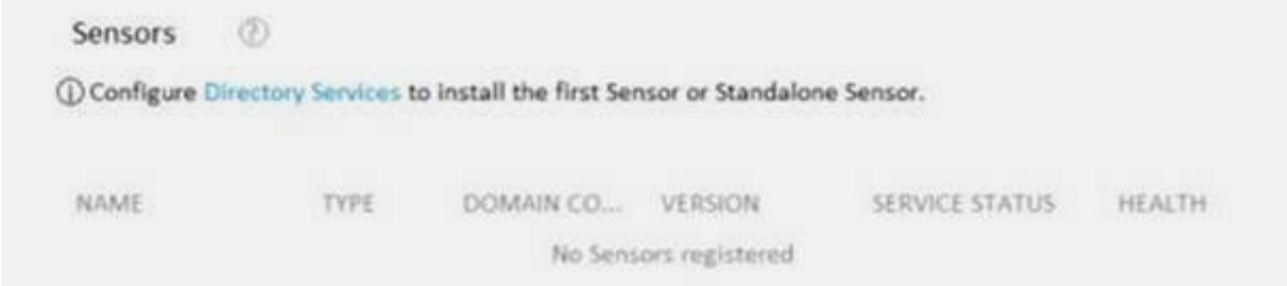 Sensors ?
ⓘ Configure Directory Services to install the first Sensor or Standalone Sensor.
NAME TYPE DOMAIN CO... VERSION SERVICE STATUS HEALTH
No Sensors registered